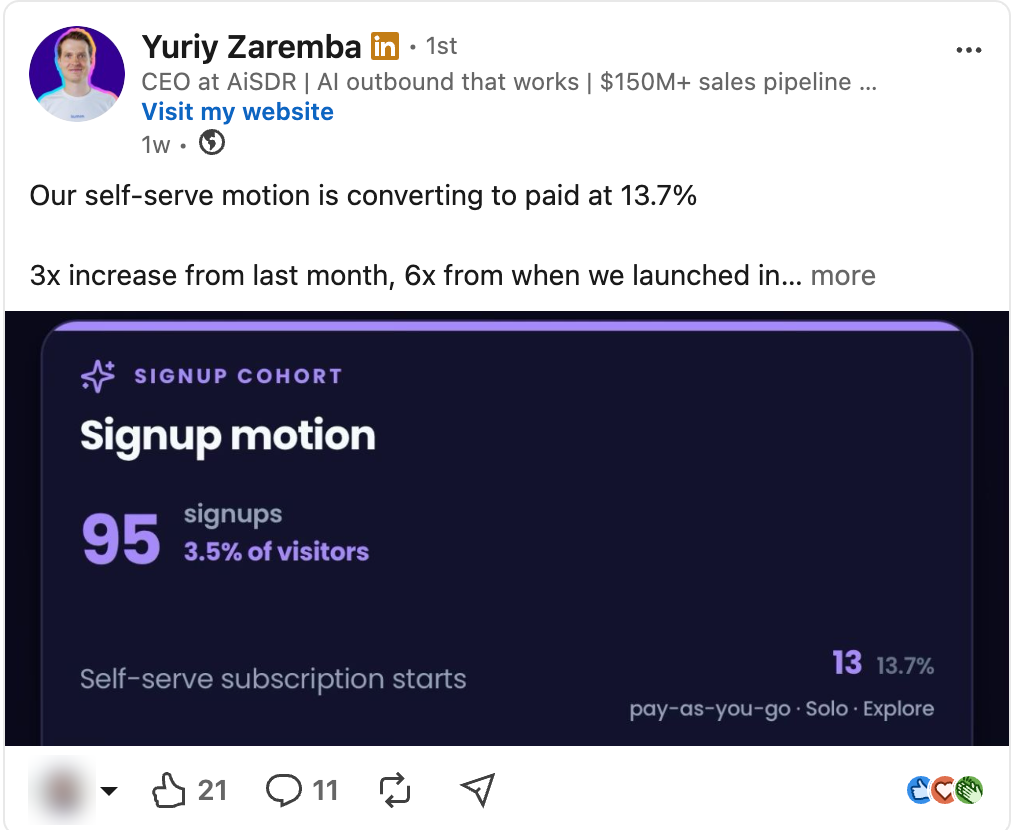 Yuriy Zaremba in • 1st
CEO at AiSDR | AI outbound that works | $150M+ sales pipeline ...
Visit my website
1w •
Our self-serve motion is converting to paid at 13.7%
3x increase from last month, 6x from when we launched in... more
SIGNUP COHORT
Signup motion
95 signups
3.5% of visitors
Self-serve subscription starts
13 13.7%
pay-as-you-go · Solo · Explore
21 11